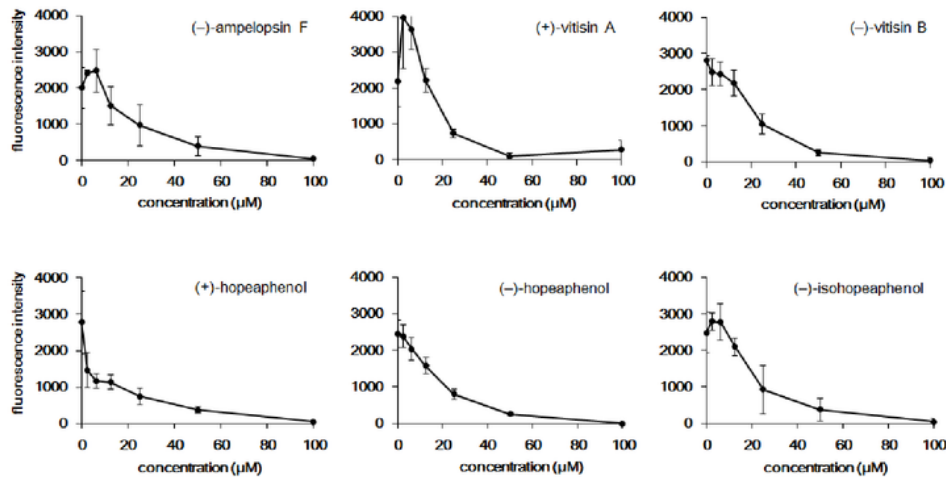 (−)-ampelopsin F
fluorescence intensity
4000
3000
2000
1000
0
0 20 40 60 80 100
concentration (µM)
(+)-vitisin A
4000
3000
2000
1000
0
0 20 40 60 80 100
concentration (µM)
(−)-vitisin B
4000
3000
2000
1000
0
0 20 40 60 80 100
concentration (µM)
(+)-hopeaphenol
fluorescence intensity
4000
3000
2000
1000
0
0 20 40 60 80 100
concentration (µM)
(−)-hopeaphenol
4000
3000
2000
1000
0
0 20 40 60 80 100
concentration (µM)
(−)-isohopeaphenol
4000
3000
2000
1000
0
0 20 40 60 80 100
concentration (µM)